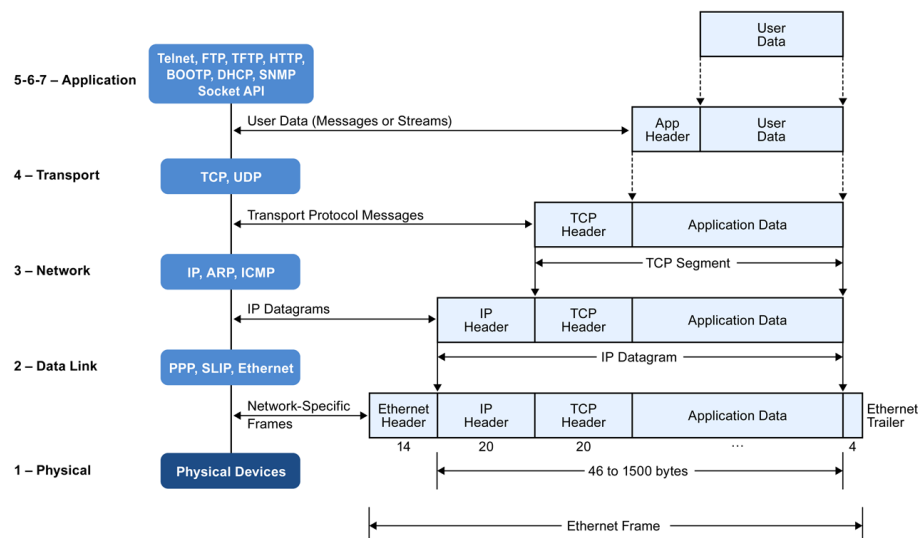 User
Data
Telnet, FTP, TFTP, HTTP,
BOOTP, DHCP, SNMP
Socket API
5-6-7 – Application
User Data (Messages or Streams)
App
Header
User
Data
4 – Transport
TCP, UDP
Transport Protocol Messages
TCP
Header
Application Data
3 – Network
IP, ARP, ICMP
TCP Segment
IP Datagrams
IP
Header
TCP
Header
Application Data
2 – Data Link
PPP, SLIP, Ethernet
IP Datagram
Network-Specific
Frames
Ethernet
Header
IP
Header
TCP
Header
Application Data
Ethernet
Trailer
14
20
20
...
4
1 – Physical
Physical Devices
46 to 1500 bytes
Ethernet Frame